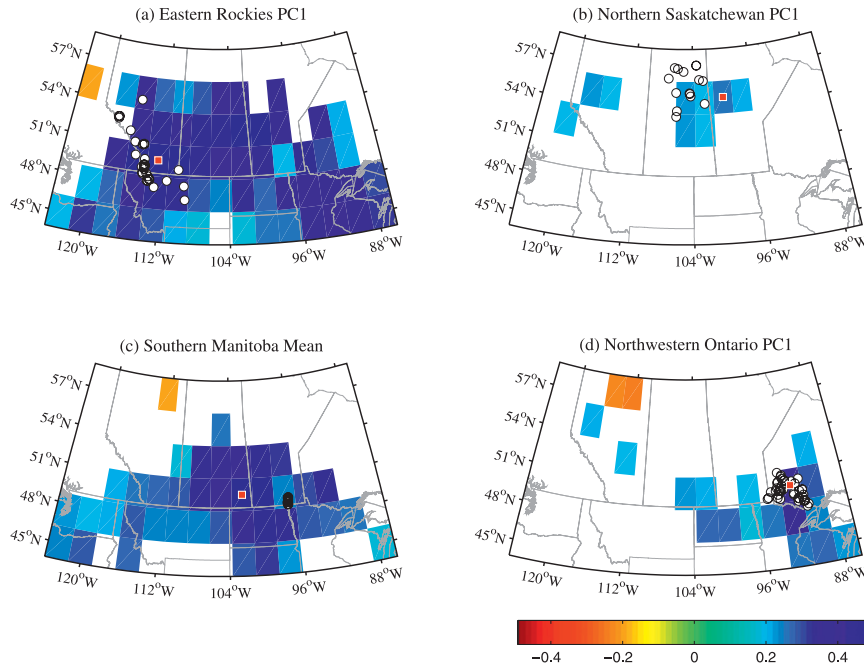 (a) Eastern Rockies PC1
(b) Northern Saskatchewan PC1
57°N
54°N
51°N
48°N
45°N
120°W
112°W
104°W
96°W
88°W
57°N
54°N
51°N
48°N
45°N
120°W
112°W
104°W
96°W
88°W
(c) Southern Manitoba Mean
(d) Northwestern Ontario PC1
57°N
54°N
51°N
48°N
45°N
120°W
112°W
104°W
96°W
88°W
57°N
54°N
51°N
48°N
45°N
120°W
112°W
104°W
96°W
88°W
−0.4 −0.2 0 0.2 0.4